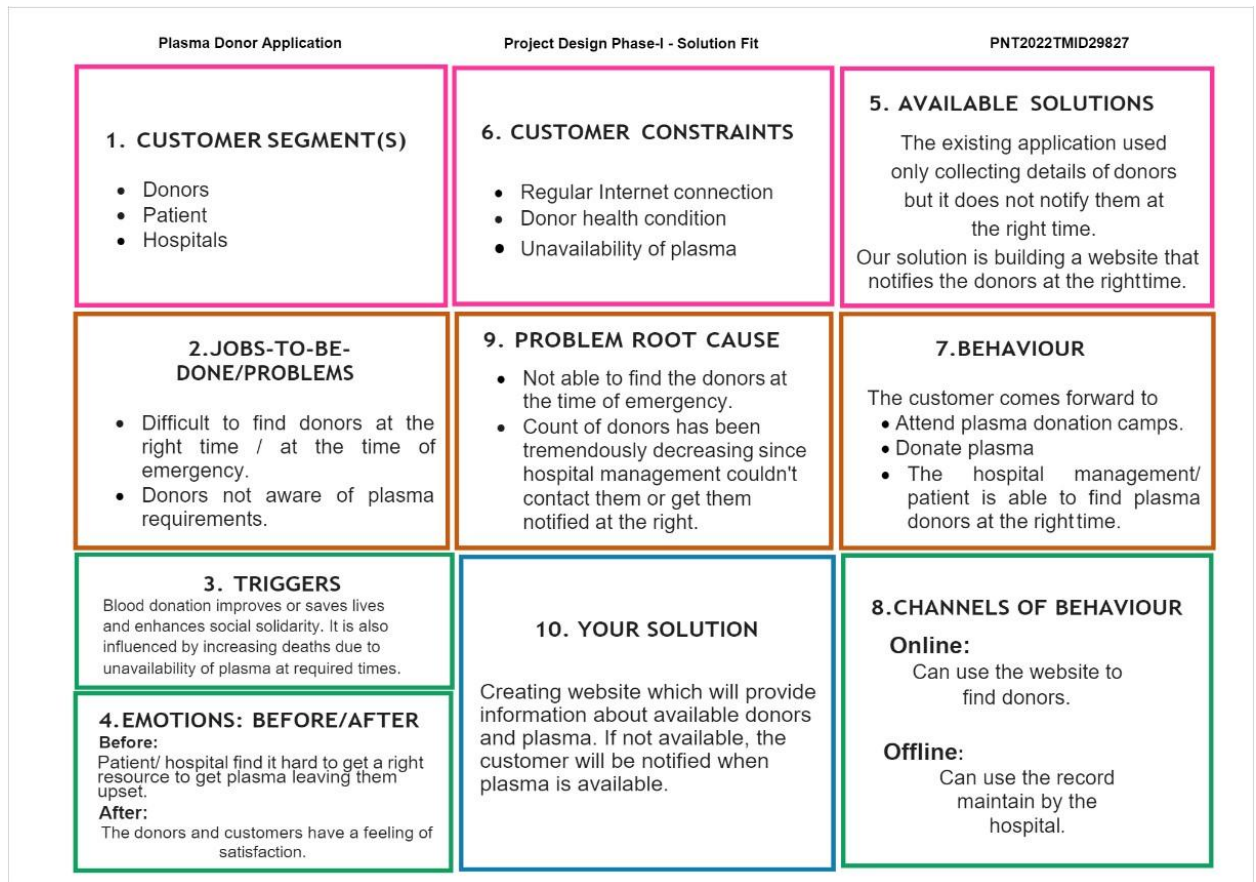 Plasma Donor Application
Project Design Phase-I - Solution Fit
PNT2022TMID29827
1. CUSTOMER SEGMENT(S)
• Donors
• Patient
• Hospitals
6. CUSTOMER CONSTRAINTS
• Regular Internet connection
• Donor health condition
• Unavailability of plasma
5. AVAILABLE SOLUTIONS
The existing application used
only collecting details of donors
but it does not notify them at
the right time.
Our solution is building a website that
notifies the donors at the righttime.
2.JOBS-TO-BE-
DONE/PROBLEMS
• Difficult to find donors at the
right time / at the time of
emergency.
• Donors not aware of plasma
requirements.
9. PROBLEM ROOT CAUSE
• Not able to find the donors at
the time of emergency.
• Count of donors has been
tremendously decreasing since
hospital management couldn't
contact them or get them
notified at the right.
7.BEHAVIOUR
The customer comes forward to
• Attend plasma donation camps.
• Donate plasma
• The hospital management/
patient is able to find plasma
donors at the right time.
3. TRIGGERS
Blood donation improves or saves lives
and enhances social solidarity. It is also
influenced by increasing deaths due to
unavailability of plasma at required times.
4.EMOTIONS: BEFORE/AFTER
Before:
Patient/ hospital find it hard to get a right
resource to get plasma leaving them
upset.
After:
The donors and customers have a feeling of
satisfaction.
10. YOUR SOLUTION
Creating website which will provide
information about available donors
and plasma. If not available, the
customer will be notified when
plasma is available.
8.CHANNELS OF BEHAVIOUR
Online:
Can use the website to
find donors.
Offline:
Can use the record
maintain by the
hospital.